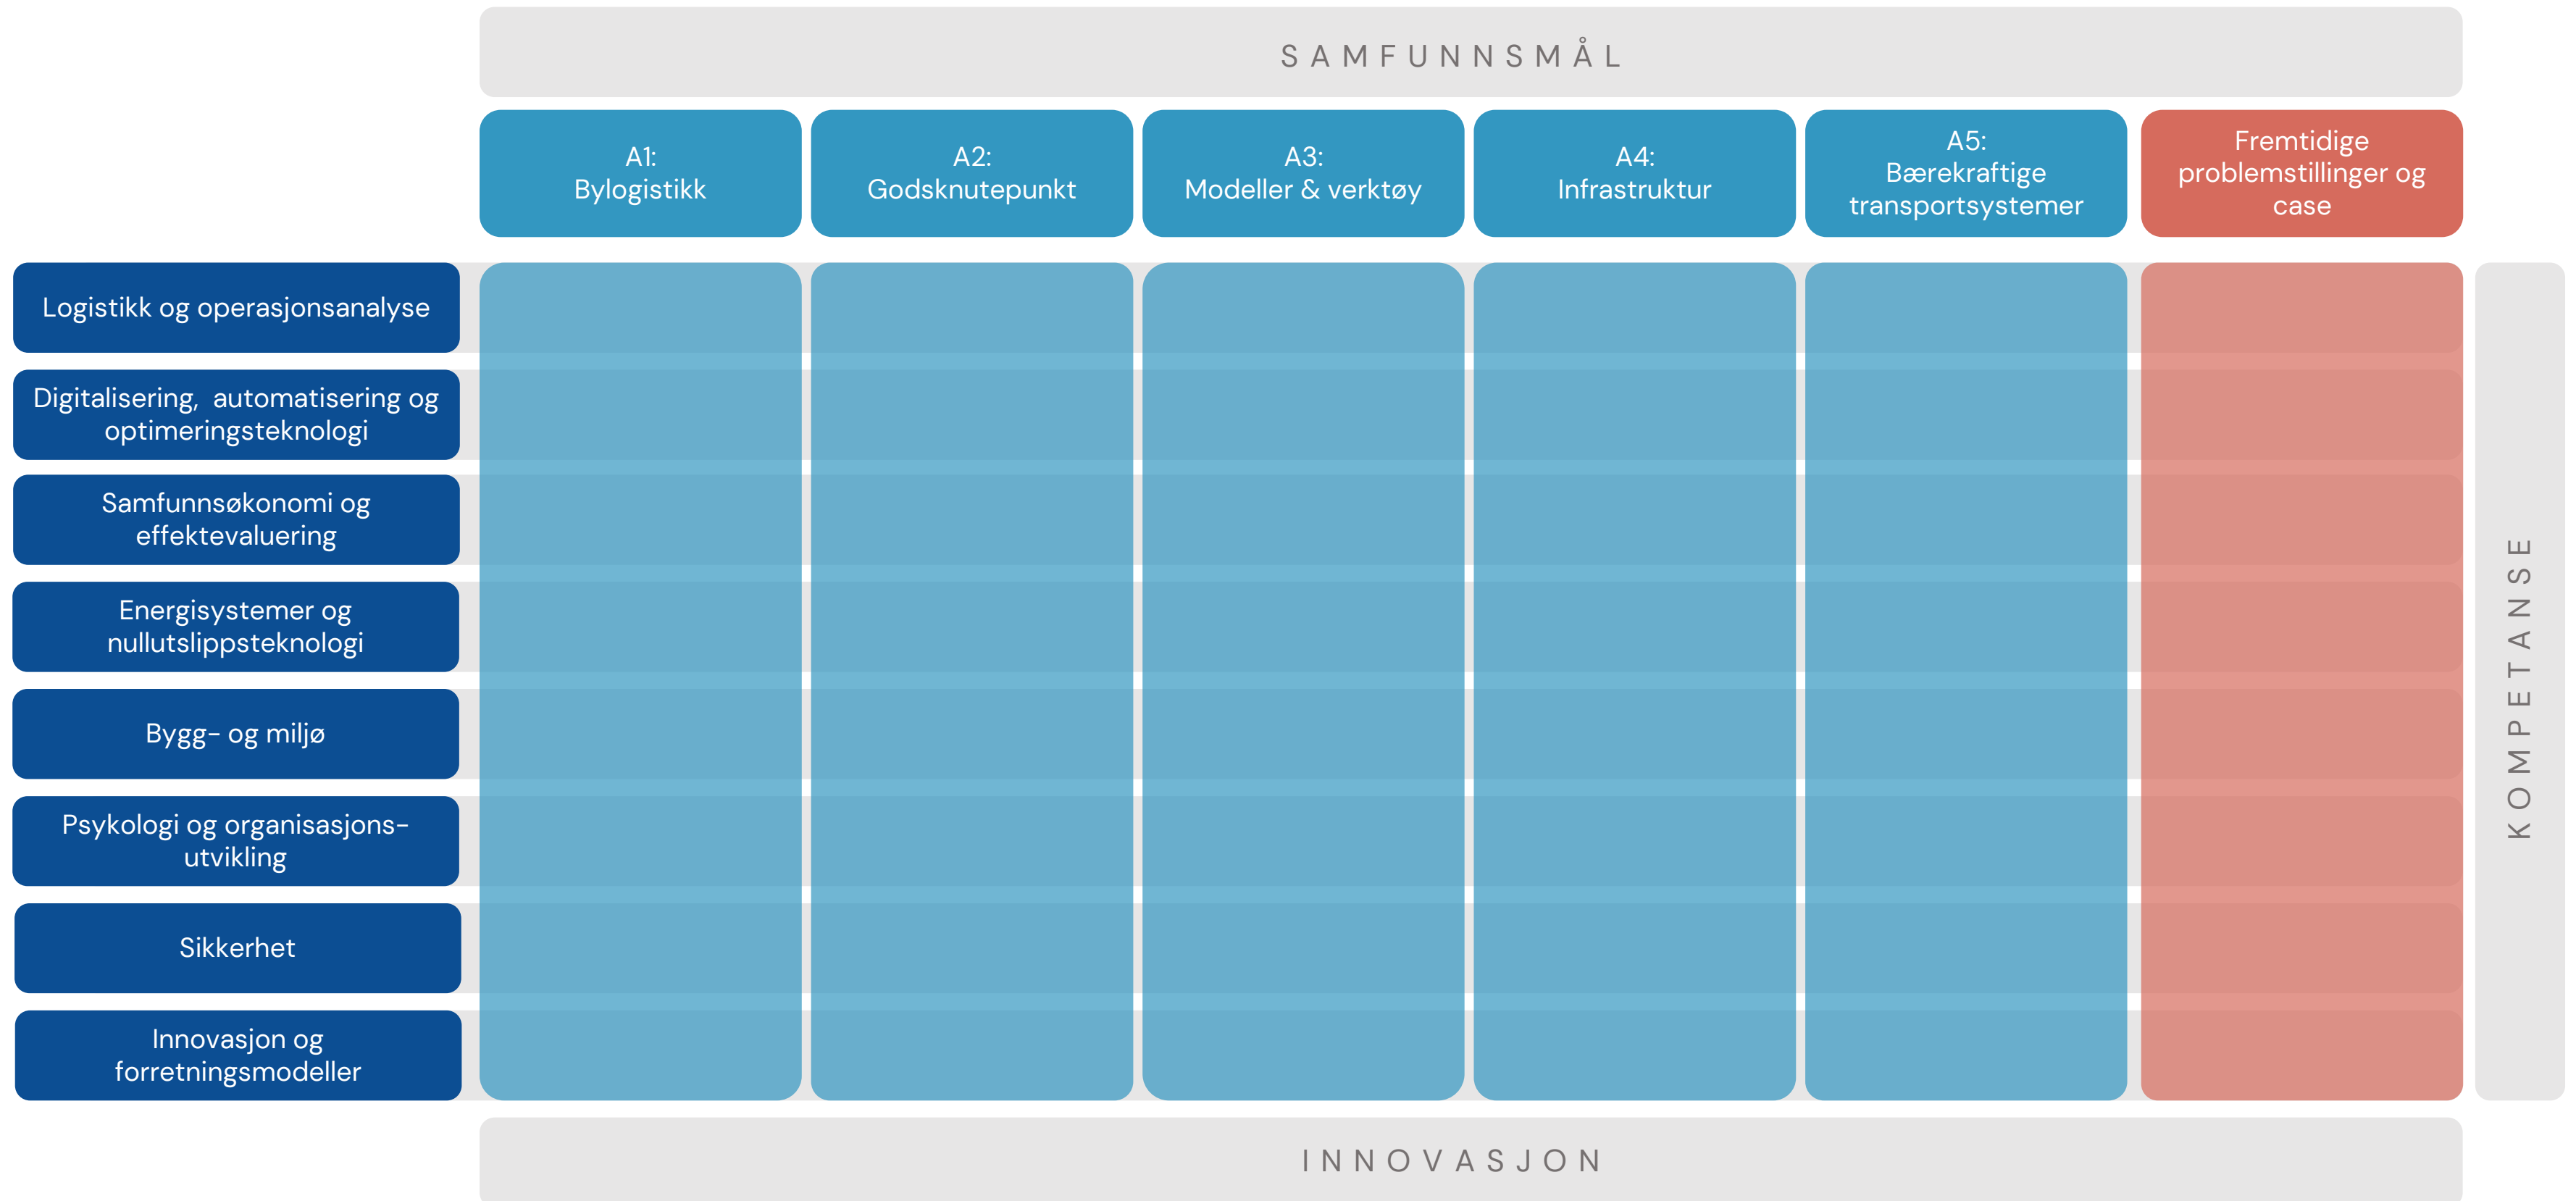 SAMFUNNSMÅL
A1:
Bylogistikk
A2:
Godsknutepunkt
A3:
Modeller & verktøy
A4:
Infrastruktur
A5:
Bærekraftige
transportsystemer
Fremtidige
problemstillinger og
case
Logistikk og operasjonsanalyse
Digitalisering, automatisering og
optimeringsteknologi
Samfunnsøkonomi og
effektevaluering
Energisystemer og
nullutslippsteknologi
Bygg- og miljø
Psykologi og organisasjons-
utvikling
Sikkerhet
Innovasjon og
forretningsmodeller
KOMPETANSE
INNOVASJON